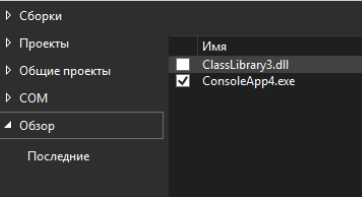 Сборки
Проекты
Общие проекты
COM
Обзор
Последние
Имя
ClassLibrary3.dll
ConsoleApp4.exe